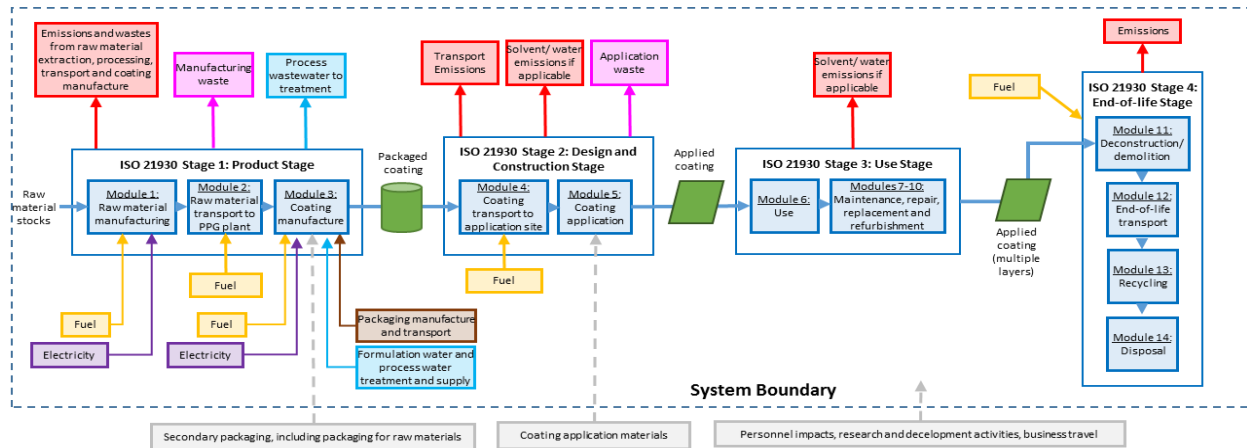 Emissions and wastes
from raw material
extraction, processing,
transport and coating
manufacture
Manufacturing
waste
Process
wastewater to
treatment
Transport
Emissions
Solvent/ water
emissions if
applicable
Application
waste
Solvent/ water
emissions if
applicable
Emissions
Fuel
ISO 21930 Stage 1: Product Stage
Raw
material
stocks
Module 1:
Raw material
manufacturing
Module 2:
Raw material
transport to
PPG plant
Module 3:
Coating
manufacture
Packaged
coating
ISO 21930 Stage 2: Design and
Construction Stage
Module 4:
Coating
transport to
application site
Module 5:
Coating
application
Applied
coating
ISO 21930 Stage 3: Use Stage
Module 6:
Use
Modules 7-10:
Maintenance, repair,
replacement and
refurbishment
Applied
coating
(multiple
layers)
ISO 21930 Stage 4:
End-of-life Stage
Module 11:
Deconstruction/
demolition
Module 12:
End-of-life
transport
Module 13:
Recycling
Module 14:
Disposal
Fuel
Electricity
Fuel
Fuel
Electricity
Packaging manufacture
and transport
Formulation water and
process water
treatment and supply
Fuel
System Boundary
Secondary packaging, including packaging for raw materials
Coating application materials
Personnel impacts, research and decelopment activities, business travel